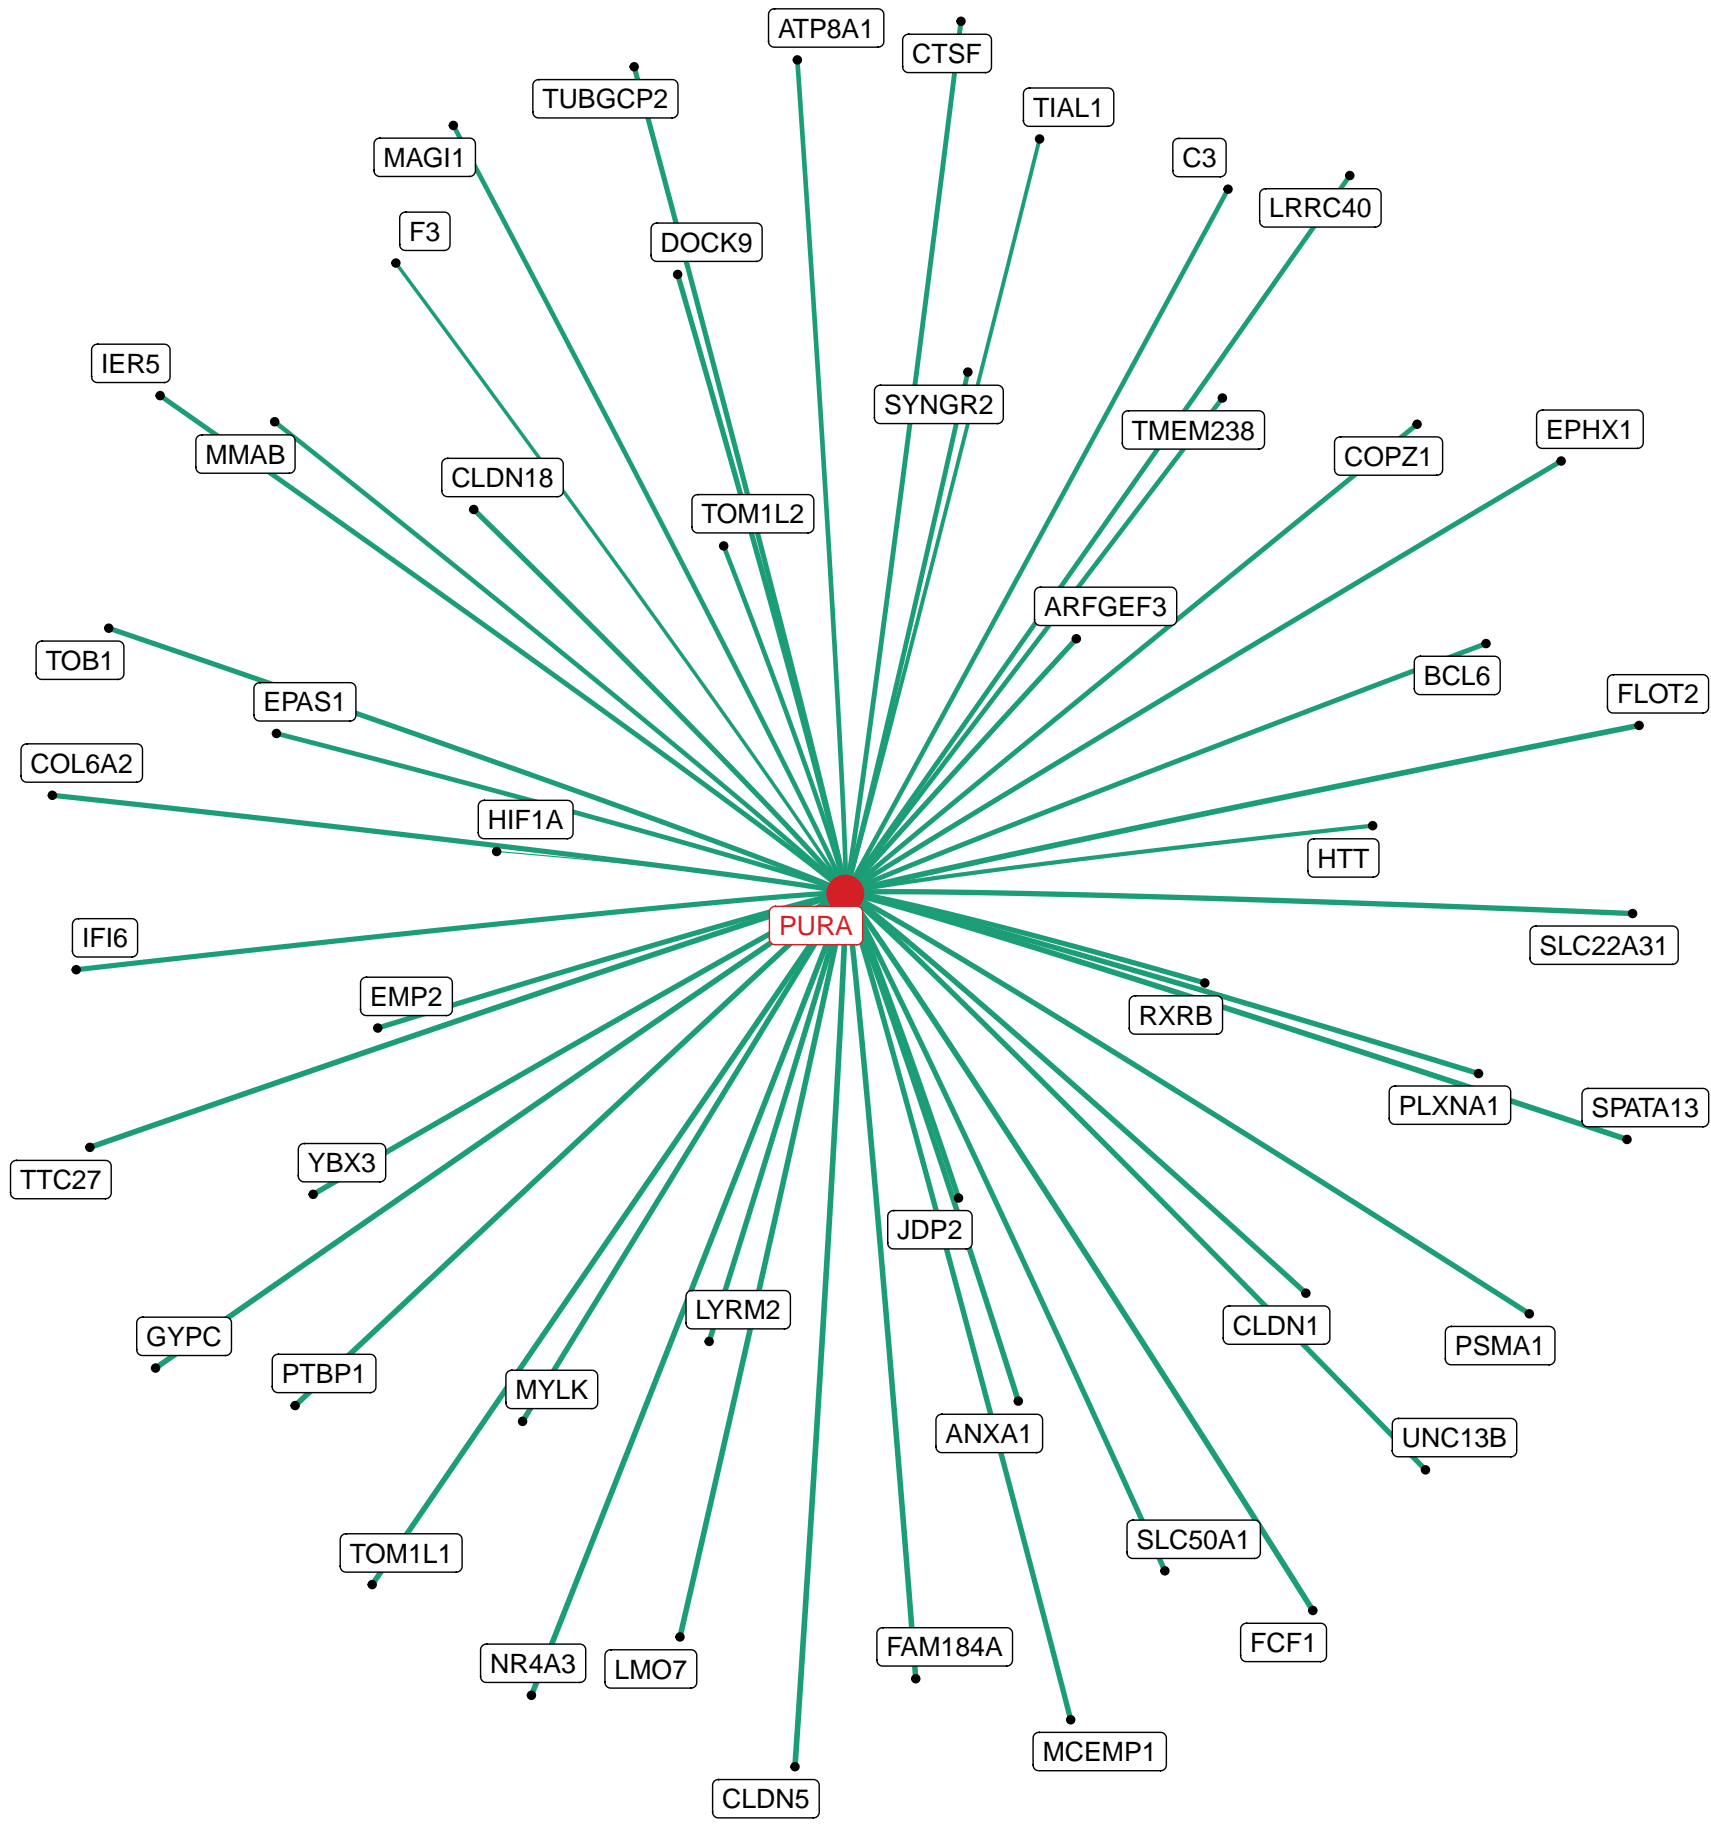 ATP8A1
CTSF
TUBGCP2
TIAL1
MAGI1
C3
LRRC40
F3
DOCK9
IER5
SYNGR2
TMEM238
EPHX1
MMAB
COPZ1
CLDN18
TOM1L2
ARFGEF3
TOB1
BCL6
EPAS1
FLOT2
COL6A2
HIF1A
HTT
PURA
IFI6
SLC22A31
EMP2
RXRB
PLXNA1
SPATA13
YBX3
TTC27
JDP2
LYRM2
CLDN1
GYPC
PSMA1
PTBP1
MYLK
ANXA1
UNC13B
SLC50A1
TOM1L1
FCF1
FAM184A
NR4A3
LMO7
MCEMP1
CLDN5